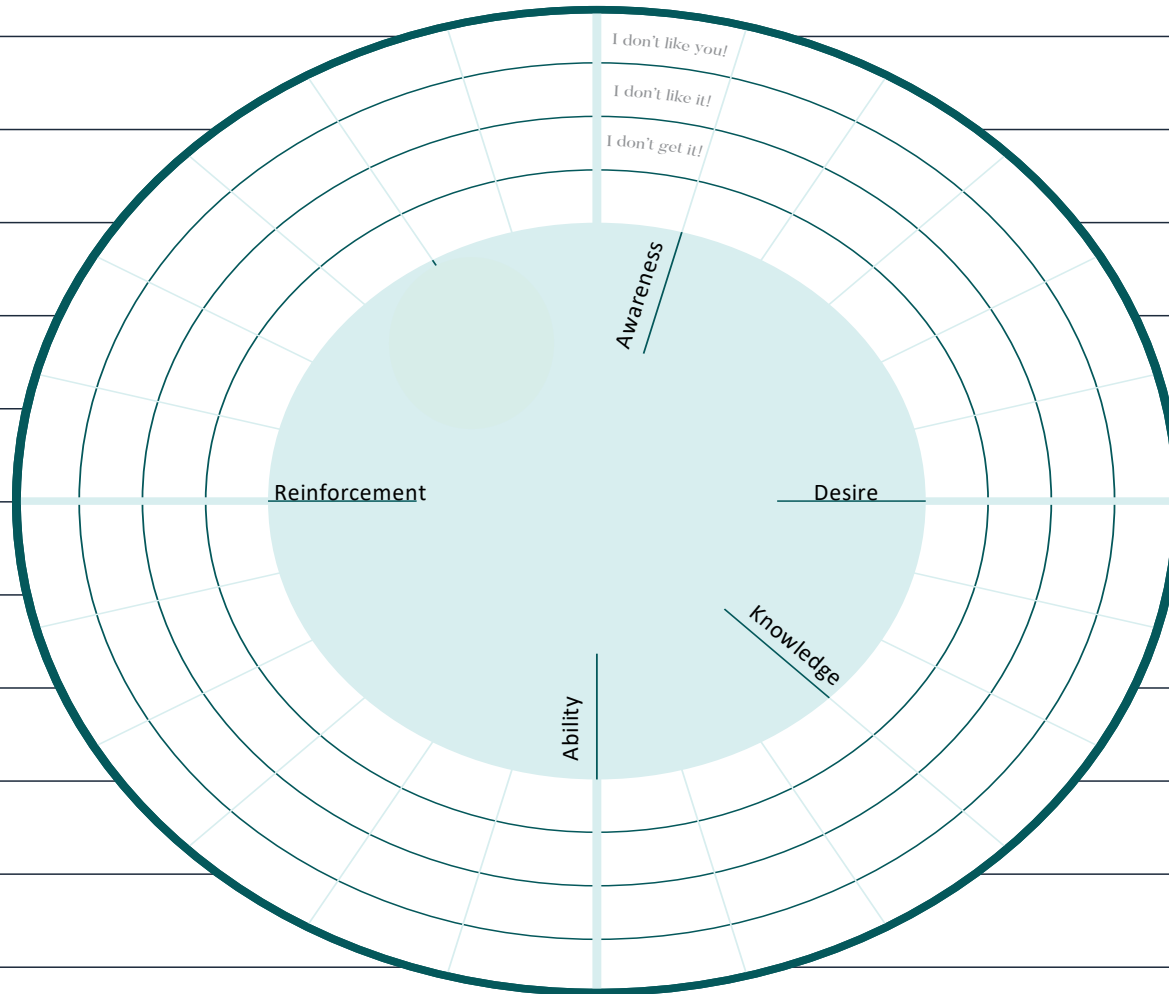 I don't like you!
I don't like it!
I don't get it!
Awareness
Reinforcement
Desire
Knowledge
Ability